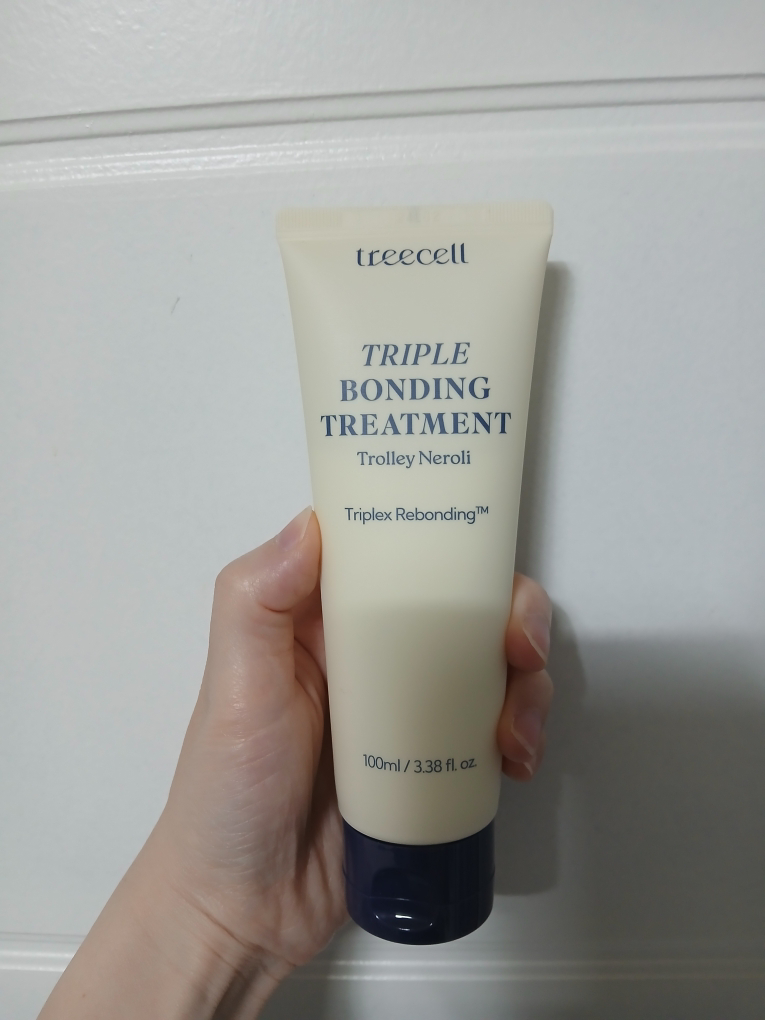 treecell
TRIPLE
BONDING
TREATMENT
Trolley Neroli
Triplex Rebonding™
100ml / 3.38 fl. oz.